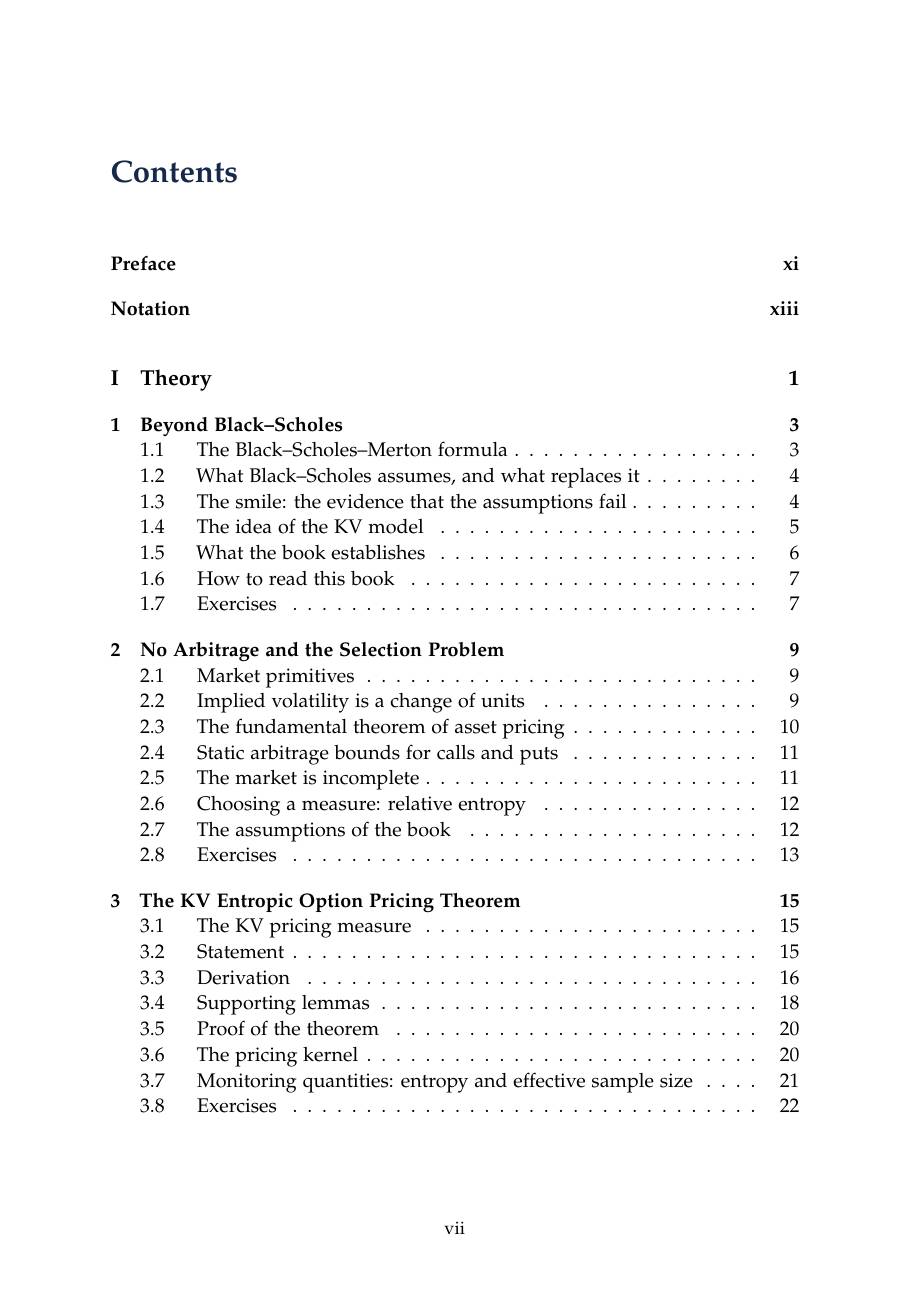 Contents
Preface xi
Notation xiii
I Theory 1
1 Beyond Black–Scholes 3
1.1 The Black–Scholes–Merton formula . . . . . . . . . . . . . . . . . 3
1.2 What Black–Scholes assumes, and what replaces it . . . . . . . . 4
1.3 The smile: the evidence that the assumptions fail . . . . . . . . . 4
1.4 The idea of the KV model . . . . . . . . . . . . . . . . . . . . . . 5
1.5 What the book establishes . . . . . . . . . . . . . . . . . . . . . . 6
1.6 How to read this book . . . . . . . . . . . . . . . . . . . . . . . . 7
1.7 Exercises . . . . . . . . . . . . . . . . . . . . . . . . . . . . . . . . 7
2 No Arbitrage and the Selection Problem 9
2.1 Market primitives . . . . . . . . . . . . . . . . . . . . . . . . . . . 9
2.2 Implied volatility is a change of units . . . . . . . . . . . . . . . 9
2.3 The fundamental theorem of asset pricing . . . . . . . . . . . . . 10
2.4 Static arbitrage bounds for calls and puts . . . . . . . . . . . . . 11
2.5 The market is incomplete . . . . . . . . . . . . . . . . . . . . . . . 11
2.6 Choosing a measure: relative entropy . . . . . . . . . . . . . . . 12
2.7 The assumptions of the book . . . . . . . . . . . . . . . . . . . . 12
2.8 Exercises . . . . . . . . . . . . . . . . . . . . . . . . . . . . . . . . 13
3 The KV Entropic Option Pricing Theorem 15
3.1 The KV pricing measure . . . . . . . . . . . . . . . . . . . . . . . 15
3.2 Statement . . . . . . . . . . . . . . . . . . . . . . . . . . . . . . . . 15
3.3 Derivation . . . . . . . . . . . . . . . . . . . . . . . . . . . . . . . 16
3.4 Supporting lemmas . . . . . . . . . . . . . . . . . . . . . . . . . . 18
3.5 Proof of the theorem . . . . . . . . . . . . . . . . . . . . . . . . . 20
3.6 The pricing kernel . . . . . . . . . . . . . . . . . . . . . . . . . . . 20
3.7 Monitoring quantities: entropy and effective sample size . . . . 21
3.8 Exercises . . . . . . . . . . . . . . . . . . . . . . . . . . . . . . . . 22
vii